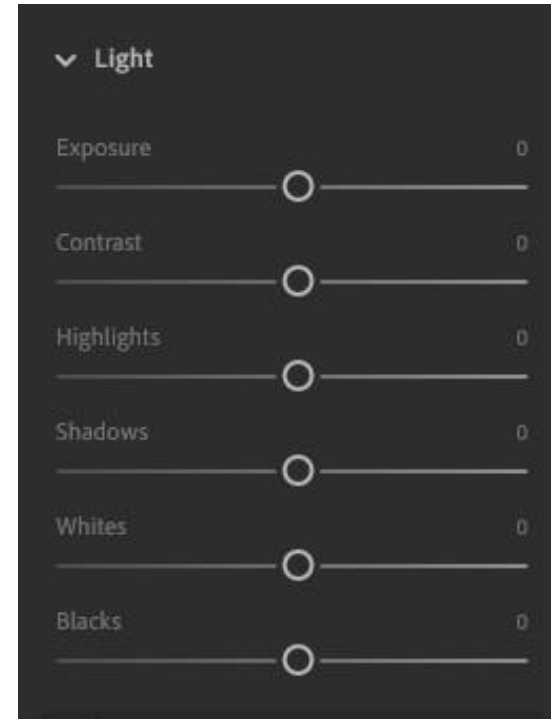 Light
Exposure 0
Contrast 0
Highlights 0
Shadows 0
Whites 0
Blacks 0